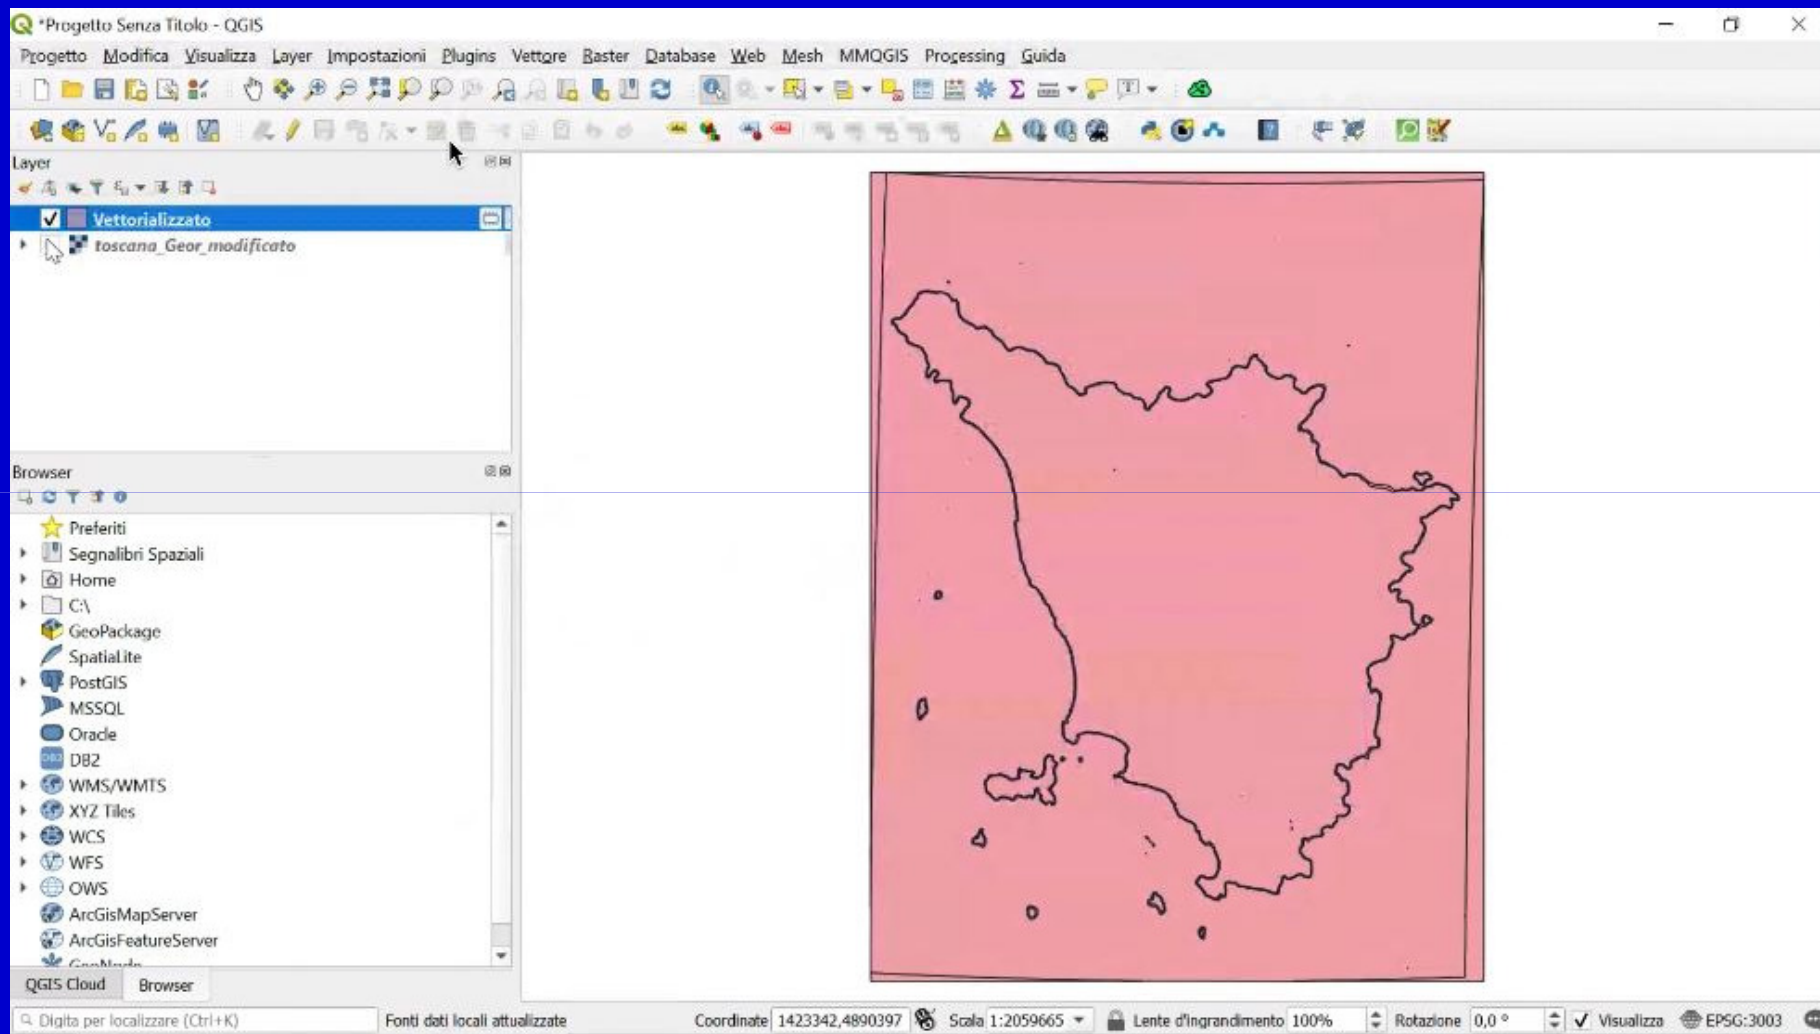 *Progetto Senza Titolo - QGIS
Progetto Modifica Visualizza Layer Impostazioni Plugins Vettore Raster Database Web Mesh MMQGIS Processing Guida
Layer
Vettorializzato
toscana_Geor_modificato
Browser
Preferiti
Segnalibri Spaziali
Home
C:\
GeoPackage
SpatiaLite
PostGIS
MSSQL
Oracle
DB2
WMS/WMTS
XYZ Tiles
WCS
WFS
OWS
ArcGisMapServer
ArcGisFeatureServer
GeoNode
QGIS Cloud Browser
Digita per localizzare (Ctrl+K) Fonti dati locali attualizzate Coordinate 1423342,4890397 Scala 1:2059665 Lente d'ingrandimento 100% Rotazione 0,0 ° Visualizza EPSG:3003